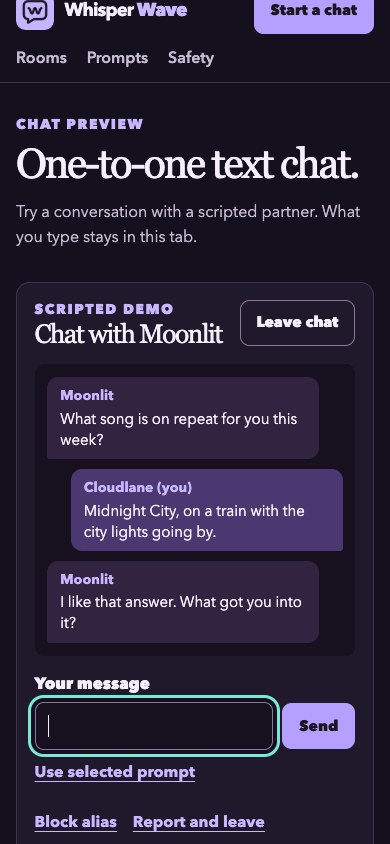 Whisper Wave
Start a chat
Rooms Prompts Safety
CHAT PREVIEW
One-to-one text chat.
Try a conversation with a scripted partner. What
you type stays in this tab.
SCRIPTED DEMO
Chat with Moonlit
Leave chat
Moonlit
What song is on repeat for you this
week?
Cloudlane (you)
Midnight City, on a train with the
city lights going by.
Moonlit
I like that answer. What got you into
it?
Your message
Send
Use selected prompt
Block alias Report and leave